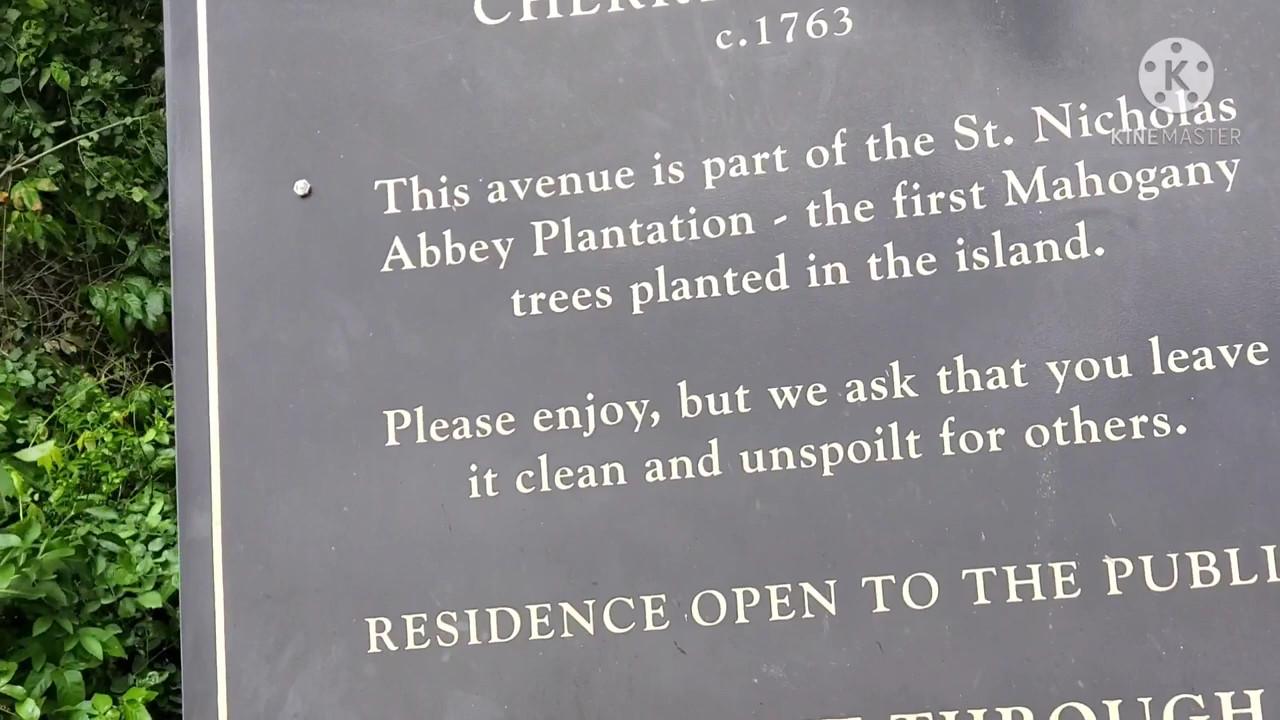 c.1763
This avenue is part of the St. Nicholas
Abbey Plantation - the first Mahogany
trees planted in the island.
Please enjoy, but we ask that you leave
it clean and unspoilt for others.
RESIDENCE OPEN TO THE
THROUGH
K
KINEMASTER